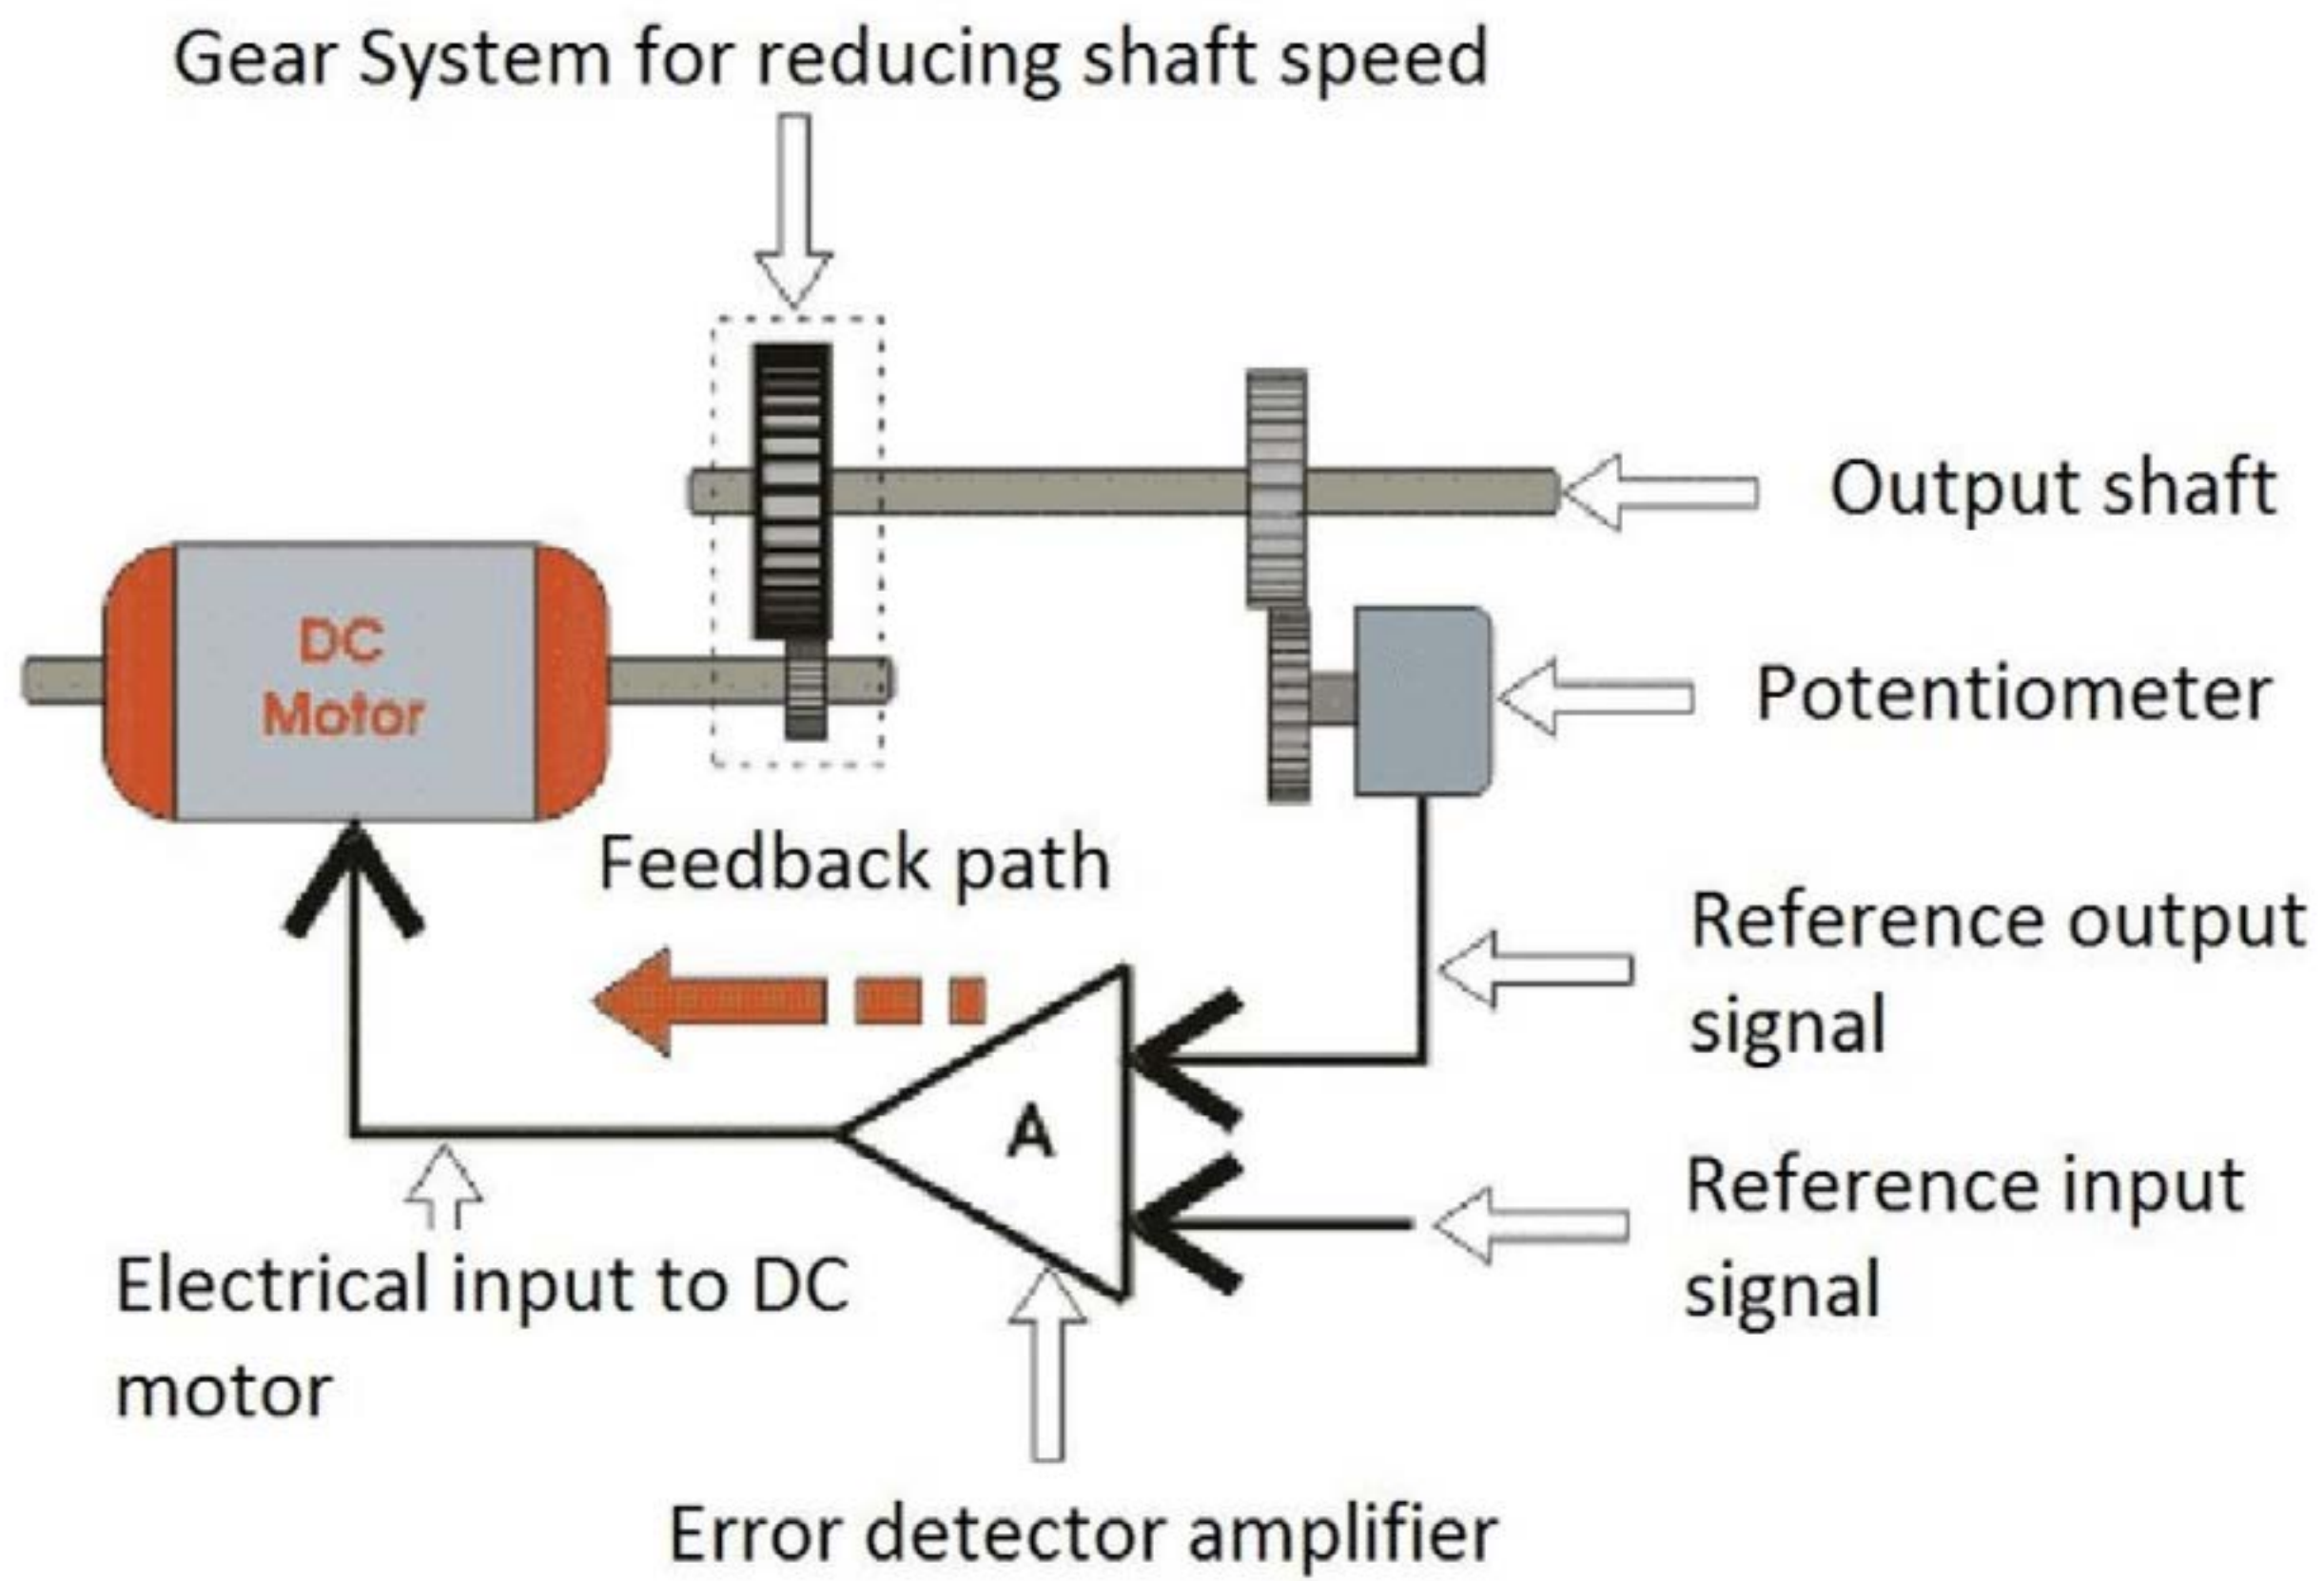 Gear System for reducing shaft speed
Output shaft
DC
Motor
Potentiometer
Feedback path
Reference output
signal
A
Reference input
signal
Electrical input to DC
motor
Error detector amplifier